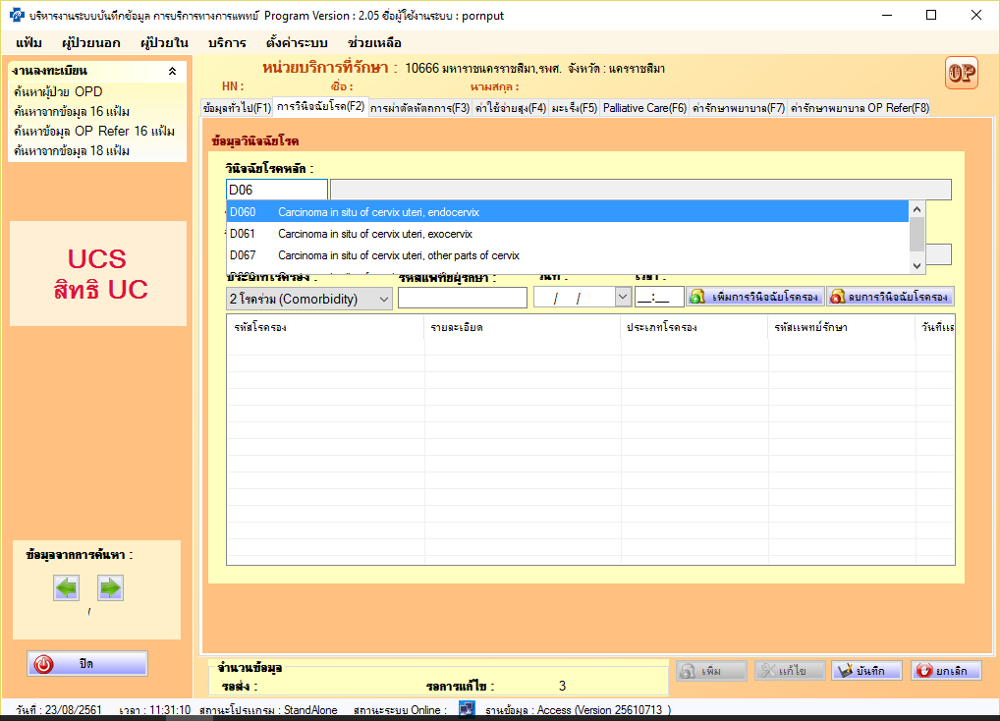 บริหารงานระบบบันทึกข้อมูล การบริการทางการแพทย์ Program Version : 2.05 ชื่อผู้ใช้งานระบบ : pornput
แฟ้ม ผู้ป่วยนอก ผู้ป่วยใน บริการ ตั้งค่าระบบ ช่วยเหลือ
งานลงทะเบียน
ค้นหาผู้ป่วย OPD
ค้นหาจากข้อมูล 16 แฟ้ม
ค้นหาข้อมูล OP Refer 16 แฟ้ม
ค้นหาจากข้อมูล 18 แฟ้ม
UCS
สิทธิ UC
ข้อมูลจากการค้นหา :
/
ปิด
หน่วยบริการที่รักษา : 10666 มหาราชนครราชสีมา,รพศ. จังหวัด : นครราชสีมา
HN : ชื่อ : นามสกุล :
OP
ข้อมูลทั่วไป(F1) การวินิจฉัยโรค(F2) การผ่าตัดหัตถการ(F3) ค่าใช้จ่ายสูง(F4) มะเร็ง(F5) Palliative Care(F6) ค่ารักษาพยาบาล(F7) ค่ารักษาพยาบาล OP Refer(F8)
ข้อมูลวินิจฉัยโรค
วินิจฉัยโรคหลัก :
D06
D060 Carcinoma in situ of cervix uteri, endocervix
D061 Carcinoma in situ of cervix uteri, exocervix
D067 Carcinoma in situ of cervix uteri, other parts of cervix
ประเภทโรครอง : รหัสแพทย์ผู้รักษา : วันที่ : เวลา :
2 โรคร่วม (Comorbidity) / / __:__ เพิ่มการวินิจฉัยโรครอง ลบการวินิจฉัยโรครอง
รหัสโรครอง รายละเอียด ประเภทโรครอง รหัสแพทย์รักษา วันที่แล
จำนวนข้อมูล
รอส่ง : รอการแก้ไข : 3
เพิ่ม แก้ไข บันทึก ยกเลิก
วันที่ : 23/08/2561 เวลา : 11:31:10 สถานะโปรแกรม : StandAlone สถานะระบบ Online : ฐานข้อมูล : Access (Version 25610713 )